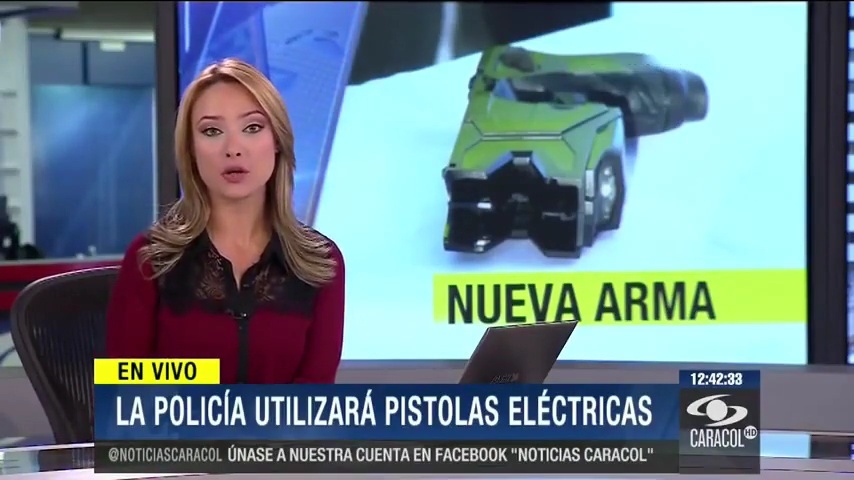 NUEVA ARMA
EN VIVO
12:42:33
LA POLICÍA UTILIZARÁ PISTOLAS ELÉCTRICAS
CARACOL HD
@NOTICIASCARACOL ÚNASE A NUESTRA CUENTA EN FACEBOOK "NOTICIAS CARACOL"